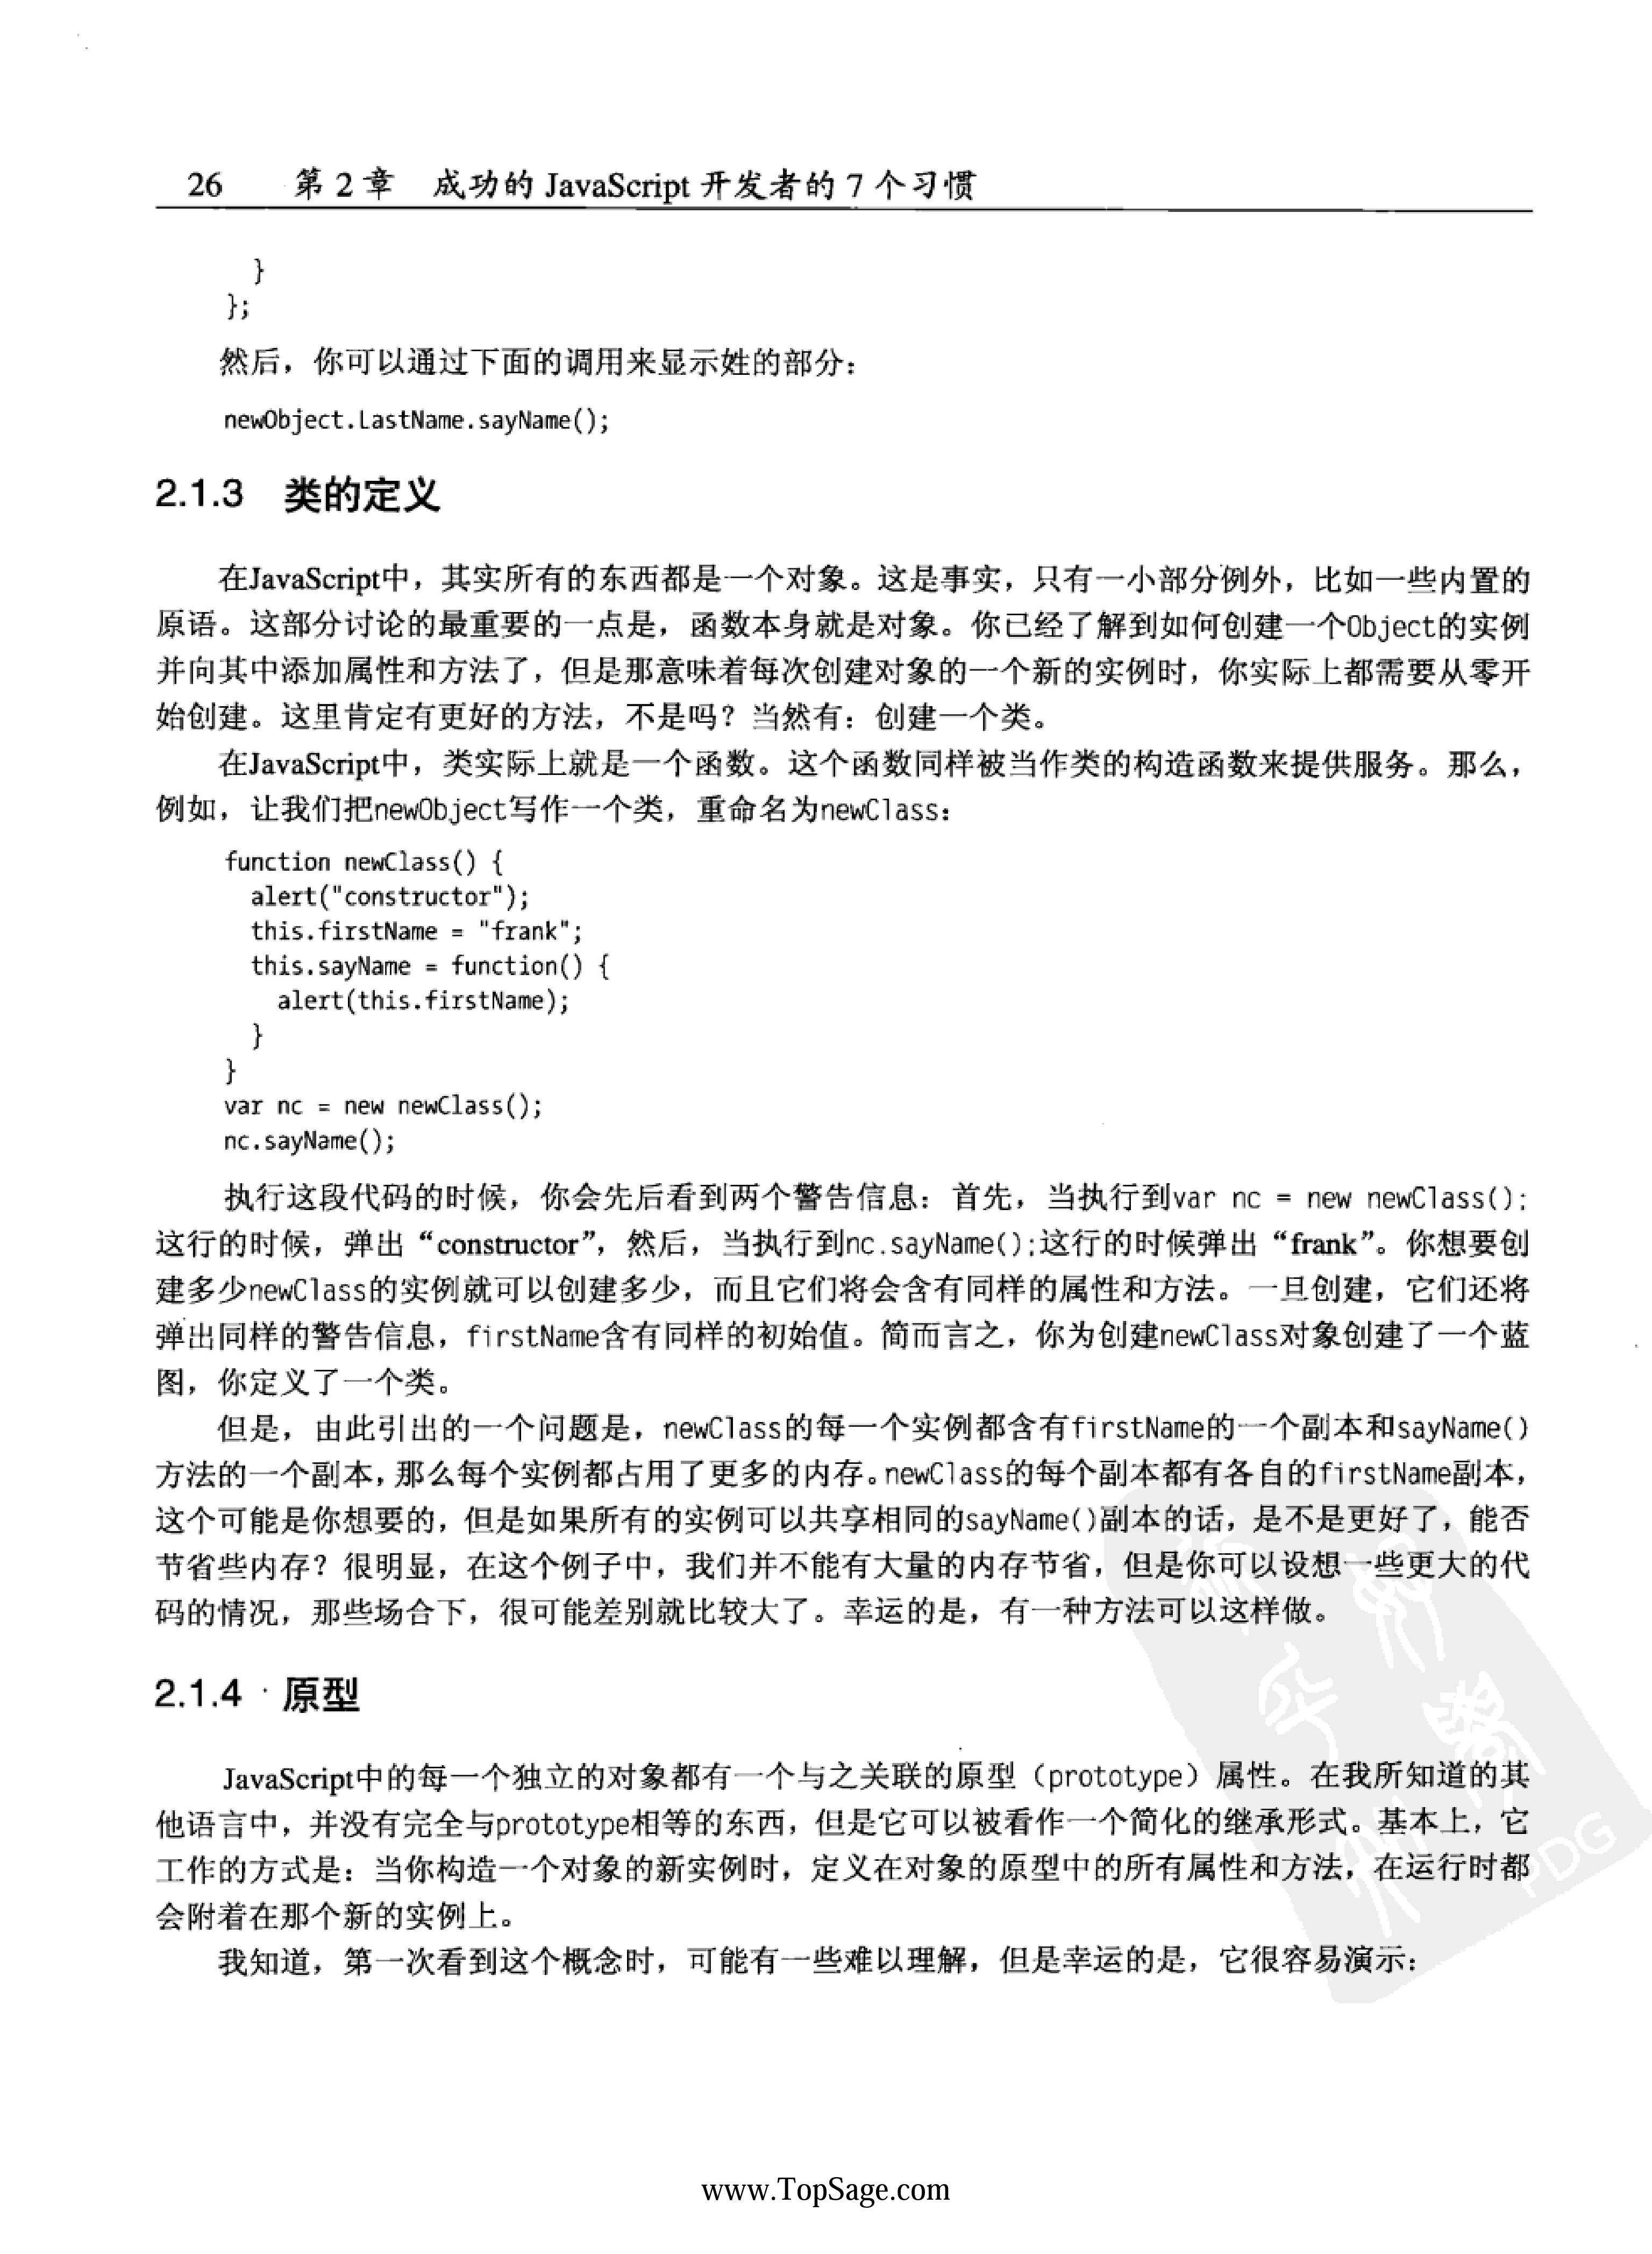 26 第 2 章 成功的 JavaScript 开发者的 7 个习惯
}
};
然后，你可以通过下面的调用来显示姓的部分：
newObject.LastName.sayName();
2.1.3 类的定义
在JavaScript中，其实所有的东西都是一个对象。这是事实，只有一小部分例外，比如一些内置的
原语。这部分讨论的最重要的一点是，函数本身就是对象。你已经了解到如何创建一个Object的实例
并向其中添加属性和方法了，但是那意味着每次创建对象的一个新的实例时，你实际上都需要从零开
始创建。这里肯定有更好的方法，不是吗？当然有：创建一个类。
在JavaScript中，类实际上就是一个函数。这个函数同样被当作类的构造函数来提供服务。那么，
例如，让我们把newObject写作一个类，重命名为newClass：
function newClass() {
alert("constructor");
this.firstName = "frank";
this.sayName = function() {
alert(this.firstName);
}
}
var nc = new newClass();
nc.sayName();
执行这段代码的时候，你会先后看到两个警告信息：首先，当执行到var nc = new newClass();
这行的时候，弹出“constructor”，然后，当执行到nc.sayName();这行的时候弹出“frank”。你想要创
建多少newClass的实例就可以创建多少，而且它们将会含有同样的属性和方法。一旦创建，它们还将
弹出同样的警告信息，firstName含有同样的初始值。简而言之，你为创建newClass对象创建了一个蓝
图，你定义了一个类。
但是，由此引出的一个问题是，newClass的每一个实例都含有firstName的一个副本和sayName()
方法的一个副本，那么每个实例都占用了更多的内存。newClass的每个副本都有各自的firstName副本，
这个可能是你想要的，但是如果所有的实例可以共享相同的sayName()副本的话，是不是更好了，能否
节省些内存？很明显，在这个例子中，我们并不能有大量的内存节省，但是你可以设想一些更大的代
码的情况，那些场合下，很可能差别就比较大了。幸运的是，有一种方法可以这样做。
2.1.4 原型
JavaScript中的每一个独立的对象都有一个与之关联的原型（prototype）属性。在我所知道的其
他语言中，并没有完全与prototype相等的东西，但是它可以被看作一个简化的继承形式。基本上，它
工作的方式是：当你构造一个对象的新实例时，定义在对象的原型中的所有属性和方法，在运行时都
会附着在那个新的实例上。
我知道，第一次看到这个概念时，可能有一些难以理解，但是幸运的是，它很容易演示：
PDG
www.TopSage.com